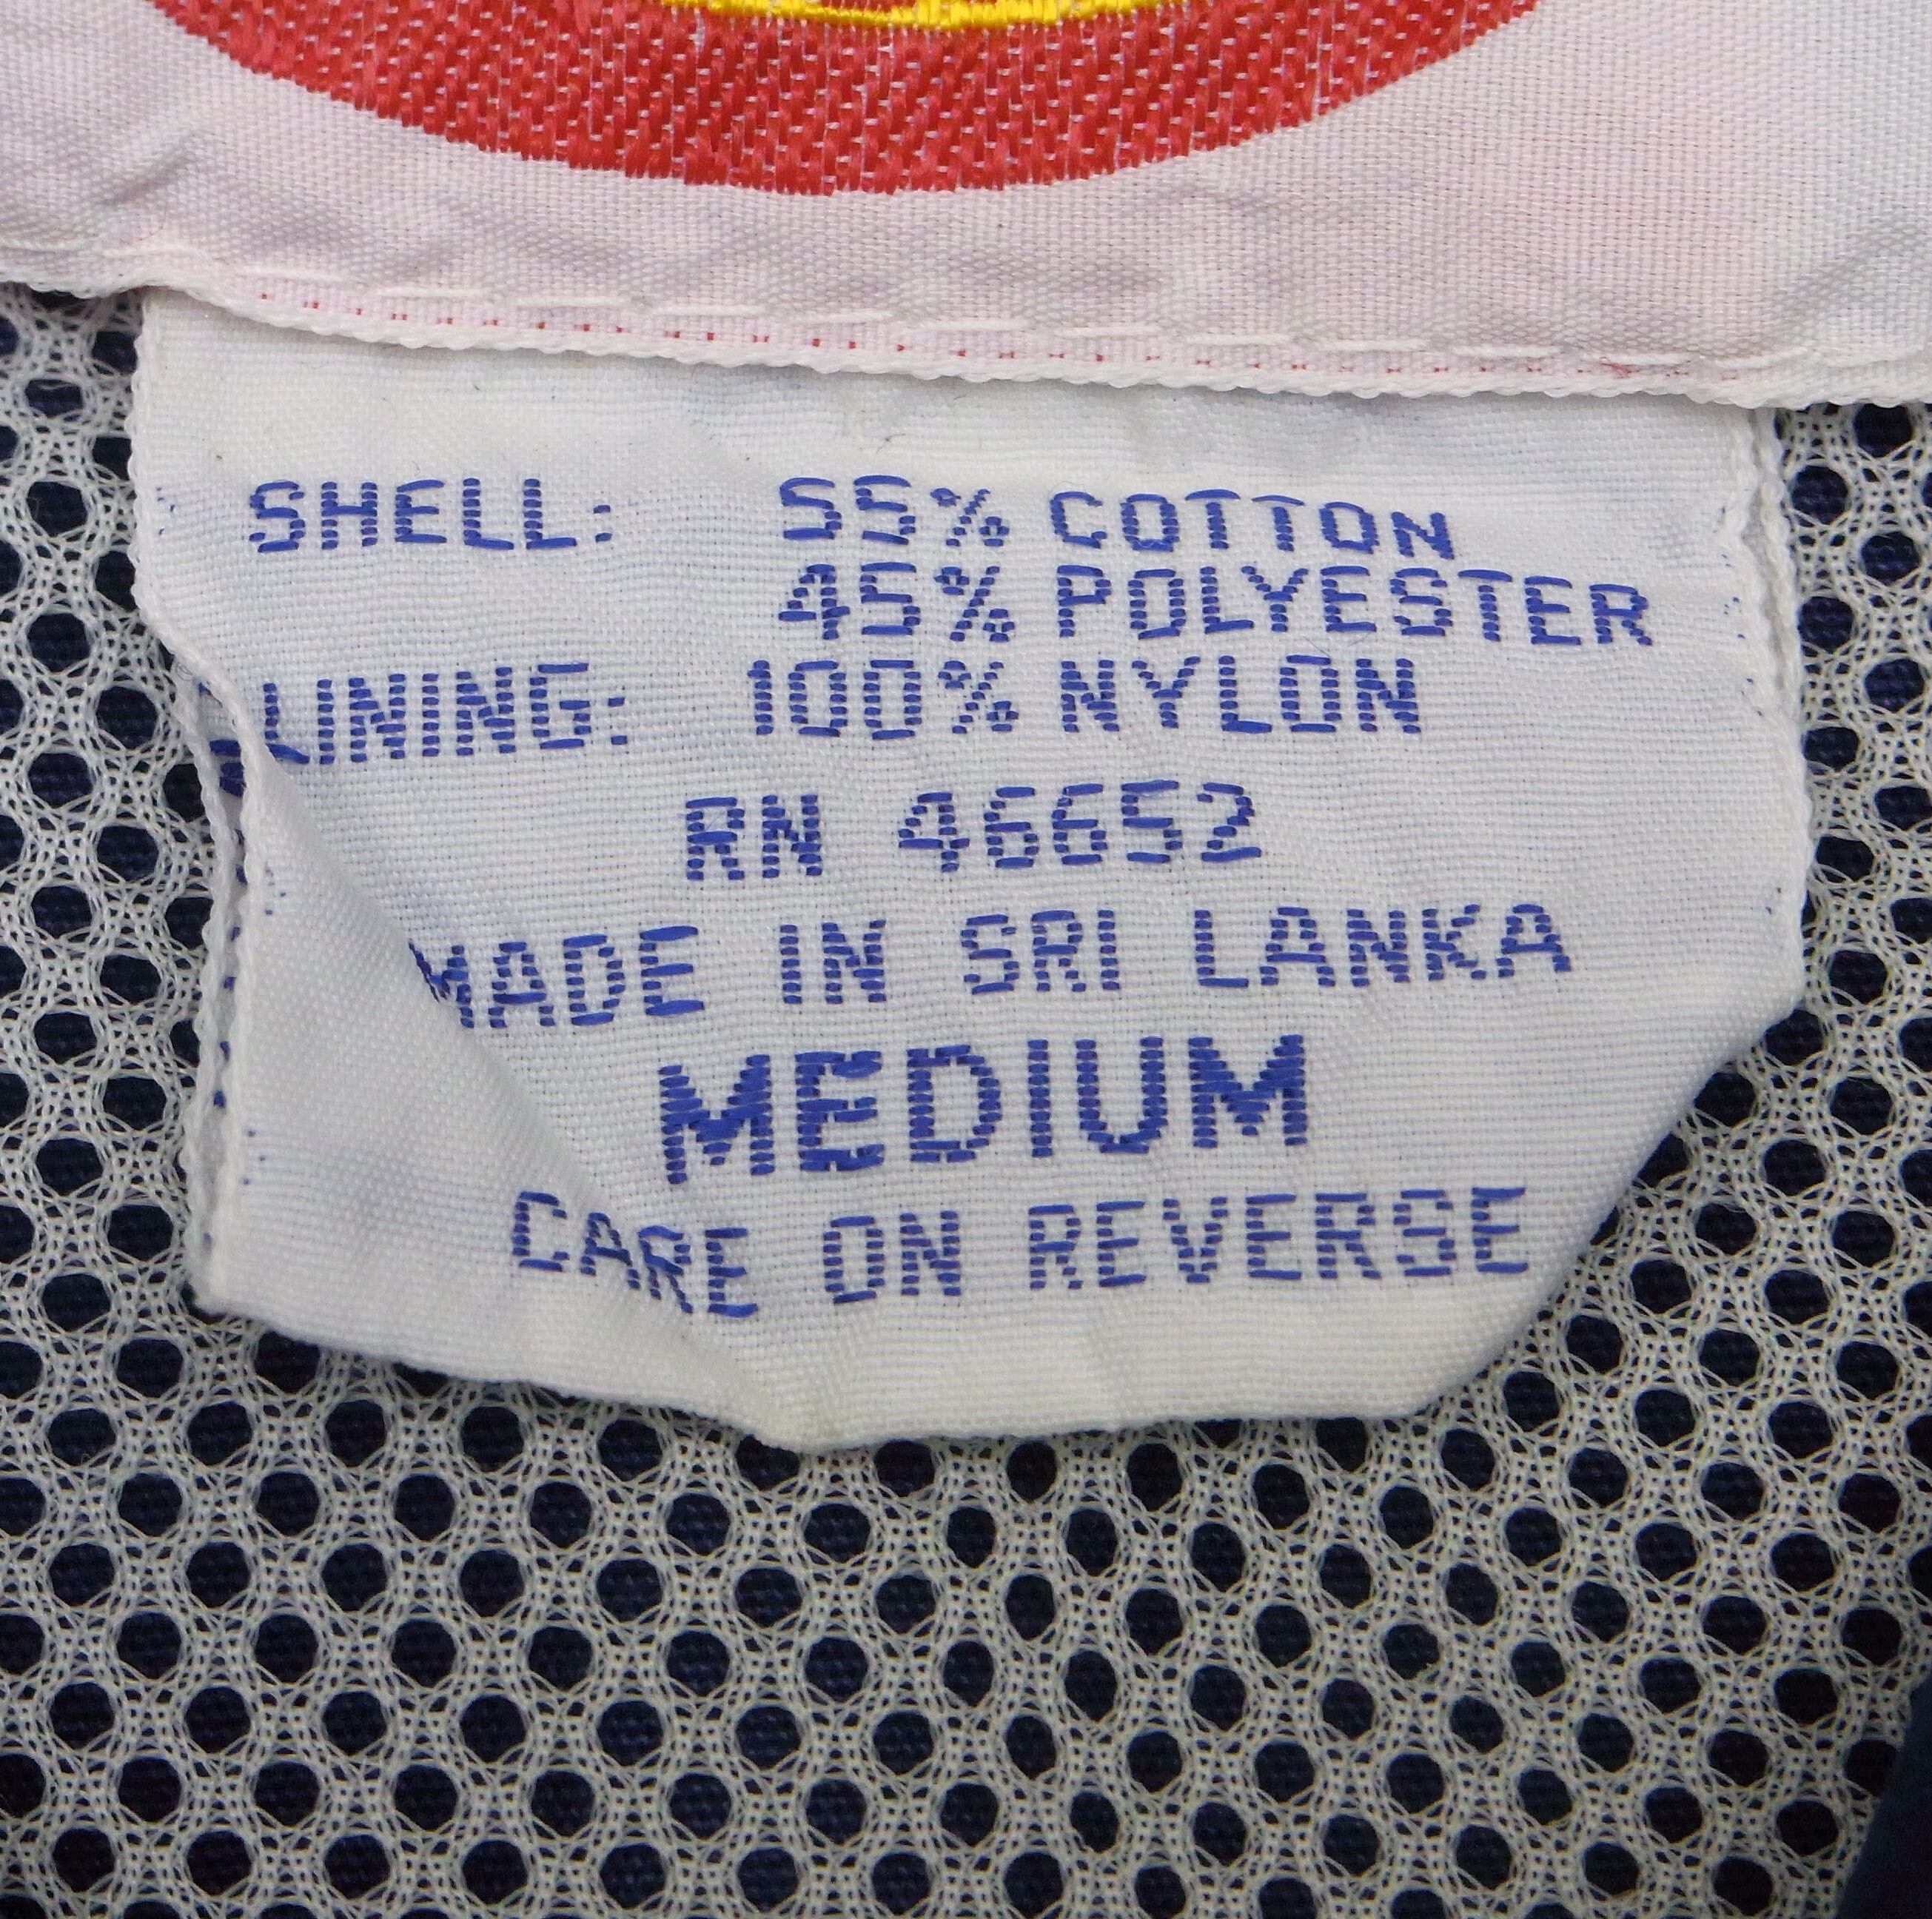 SHELL: 55% COTTON
45% POLYESTER
LINING: 100% NYLON
RN 46652
MADE IN SRI LANKA
MEDIUM
CARE ON REVERSE